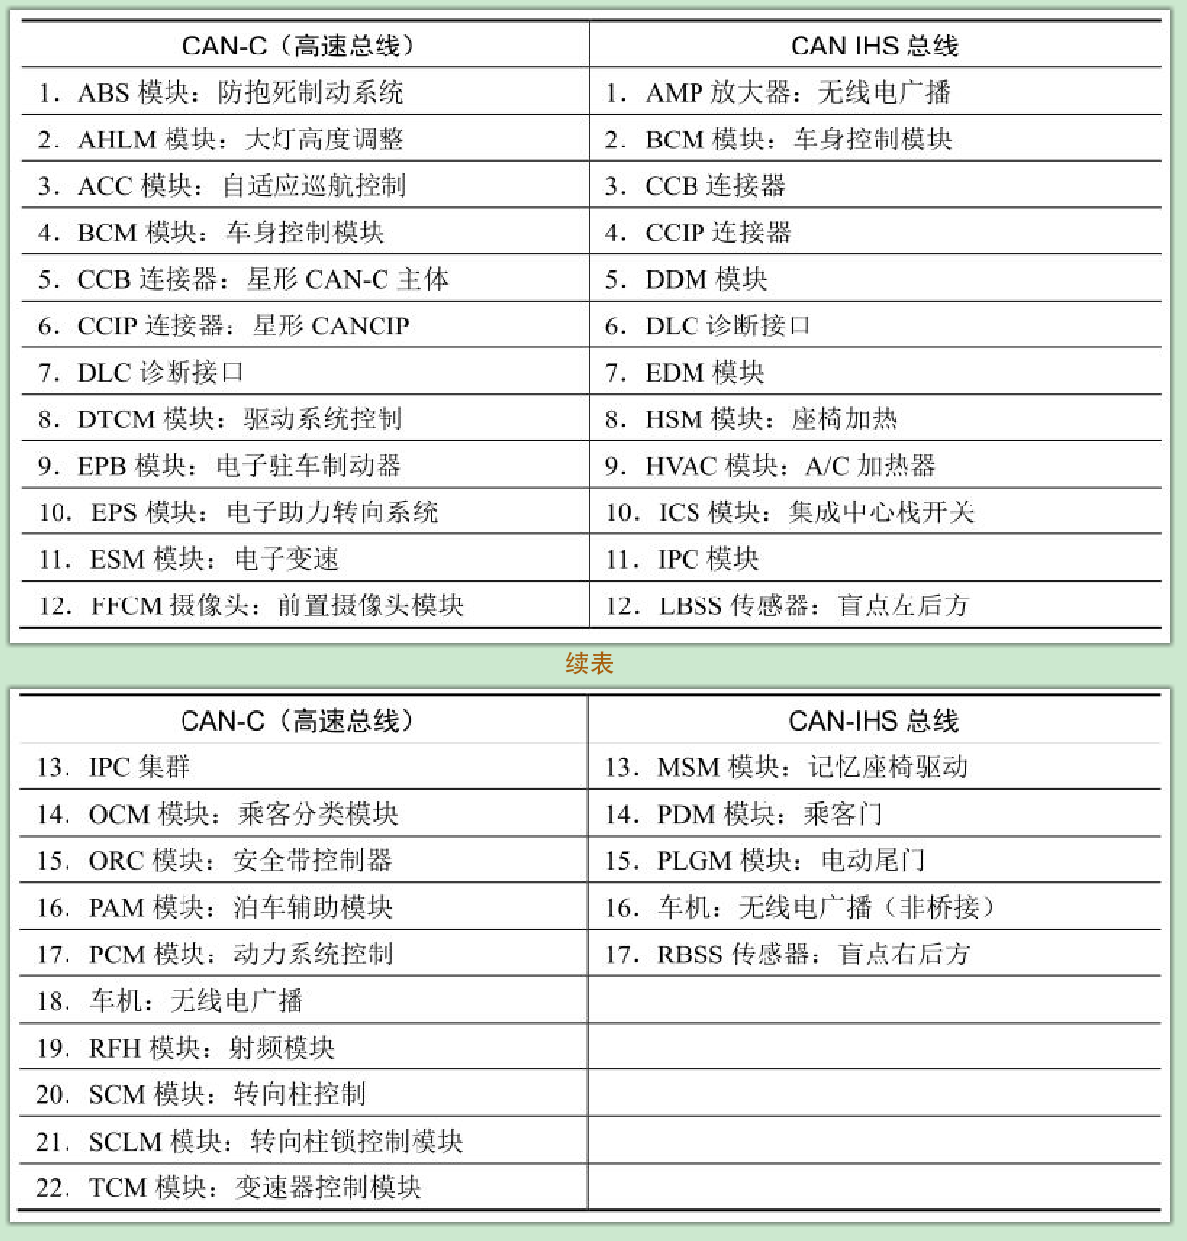 CAN-C（高速总线） CAN IHS 总线
1．ABS 模块：防抱死制动系统 1．AMP 放大器：无线电广播
2．AHLM 模块：大灯高度调整 2．BCM 模块：车身控制模块
3．ACC 模块：自适应巡航控制 3．CCB 连接器
4．BCM 模块：车身控制模块 4．CCIP 连接器
5．CCB 连接器：星形 CAN-C 主体 5．DDM 模块
6．CCIP 连接器：星形 CANCIP 6．DLC 诊断接口
7．DLC 诊断接口 7．EDM 模块
8．DTCM 模块：驱动系统控制 8．HSM 模块：座椅加热
9．EPB 模块：电子驻车制动器 9．HVAC 模块：A/C 加热器
10．EPS 模块：电子助力转向系统 10．ICS 模块：集成中心栈开关
11．ESM 模块：电子变速 11．IPC 模块
12．FFCM 摄像头：前置摄像头模块 12．LBSS 传感器：盲点左后方
续表
CAN-C（高速总线） CAN-IHS 总线
13．IPC 集群 13．MSM 模块：记忆座椅驱动
14．OCM 模块：乘客分类模块 14．PDM 模块：乘客门
15．ORC 模块：安全带控制器 15．PLGM 模块：电动尾门
16．PAM 模块：泊车辅助模块 16．车机：无线电广播（非桥接）
17．PCM 模块：动力系统控制 17．RBSS 传感器：盲点右后方
18．车机：无线电广播
19．RFH 模块：射频模块
20．SCM 模块：转向柱控制
21．SCLM 模块：转向柱锁控制模块
22．TCM 模块：变速器控制模块